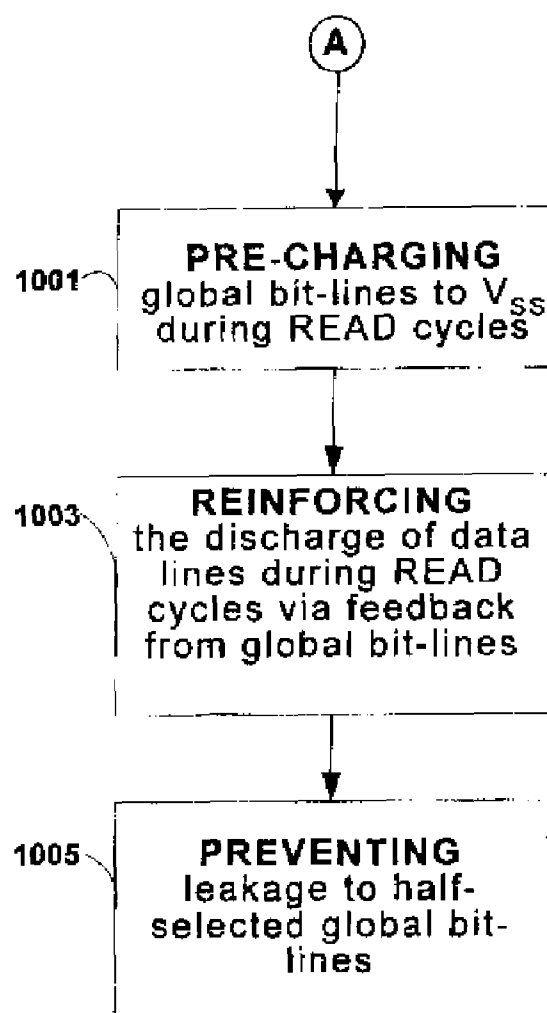 A
1001
PRE-CHARGING
global bit-lines to VSS
during READ cycles
1003
REINFORCING
the discharge of data
lines during READ
cycles via feedback
from global bit-lines
1005
PREVENTING
leakage to half-
selected global bit-
lines